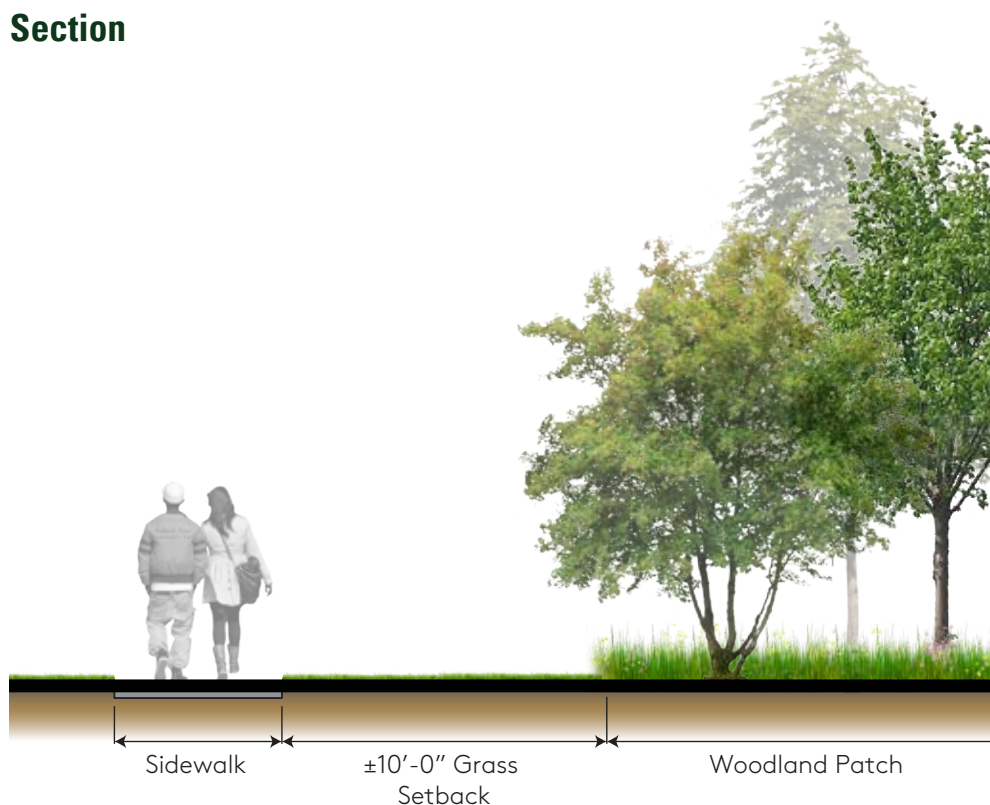 Section
Sidewalk
±10’-0” Grass
Setback
Woodland Patch